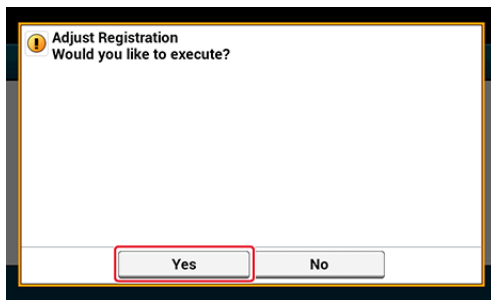 Adjust Registration
Would you like to execute?
Yes No